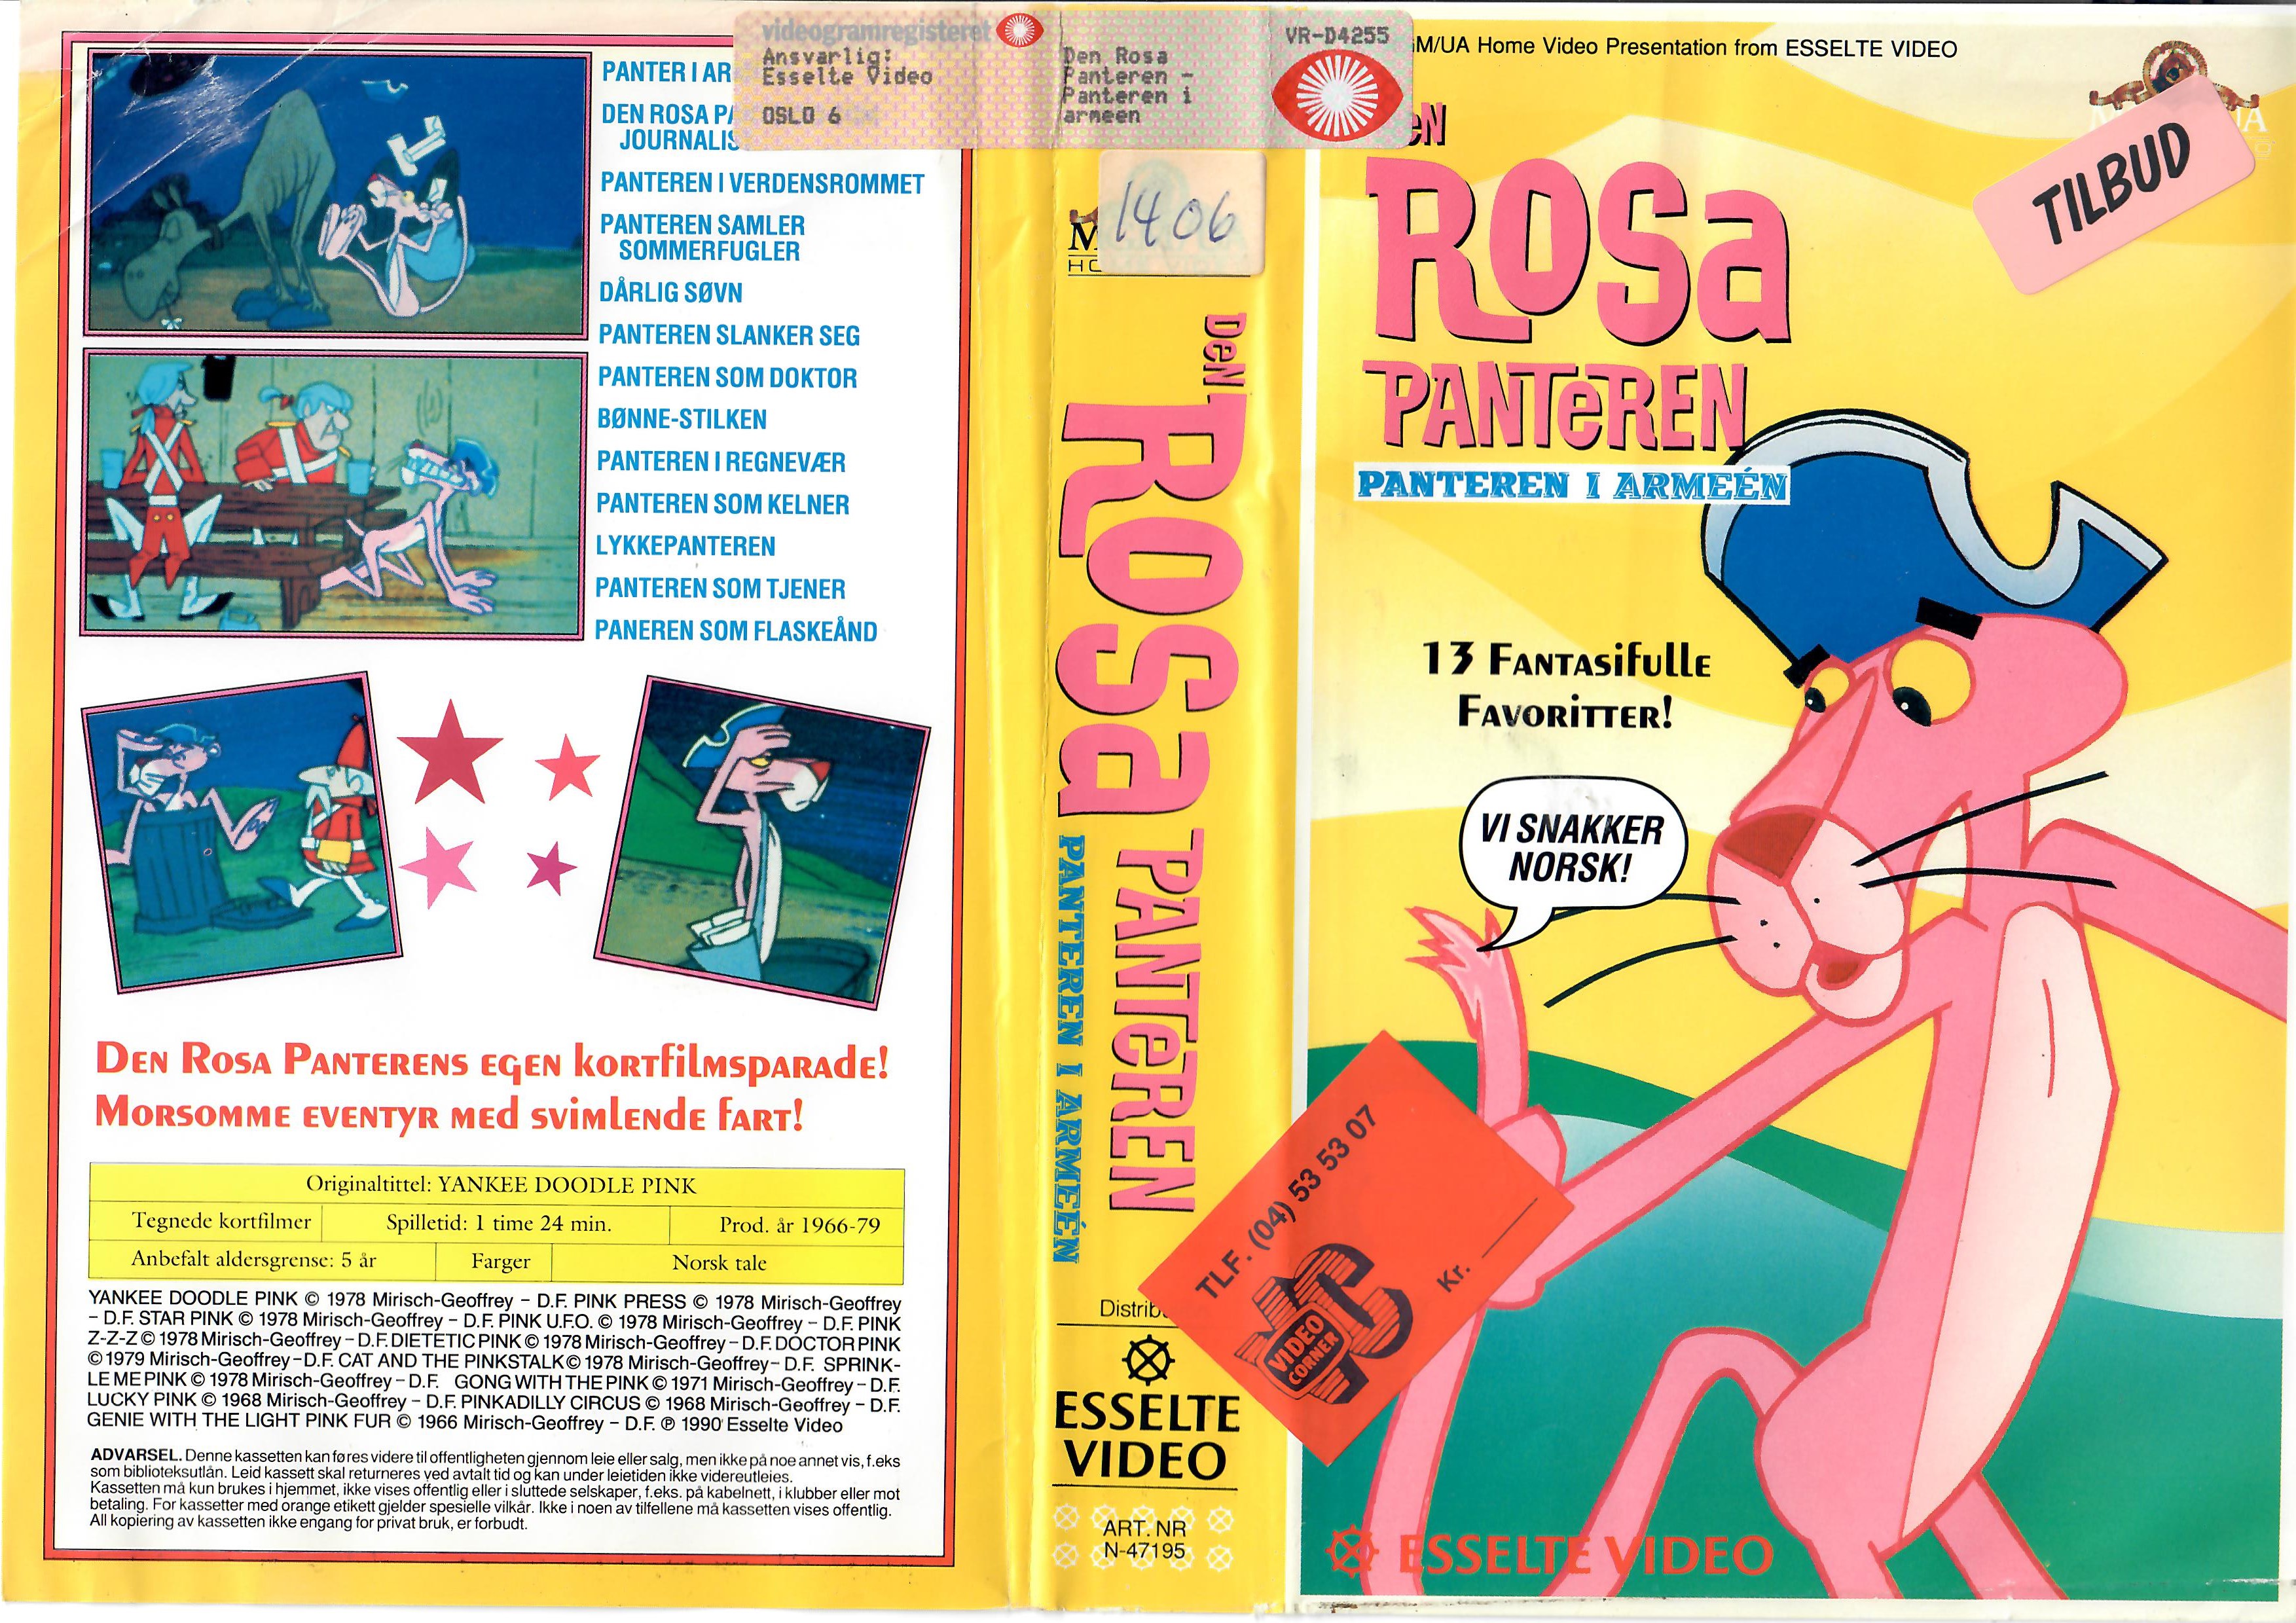 videogramregisteret
Ansvarlig:
Esselte Video
OSLO 6
Den Rosa
Panteren -
Panteren i
armeen
VR-D4255
PANTER I AR
DEN ROSA PA
JOURNALIS
PANTEREN I VERDENSROMMET
PANTEREN SAMLER
SOMMERFUGLER
DÅRLIG SØVN
PANTEREN SLANKER SEG
PANTEREN SOM DOKTOR
BØNNE-STILKEN
PANTEREN I REGNEVÆR
PANTEREN SOM KELNER
LYKKEPANTEREN
PANTEREN SOM TJENER
PANEREN SOM FLASKEÅND
DEN ROSA PANTERENS EGEN KORTFILMSPARADE!
MORSOMME EVENTYR MED SVIMLENDE FART!
Originaltittel: YANKEE DOODLE PINK
Tegnede kortfilmer Spilletid: 1 time 24 min. Prod. år 1966-79
Anbefalt aldersgrense: 5 år Farger Norsk tale
YANKEE DOODLE PINK © 1978 Mirisch-Geoffrey – D.F. PINK PRESS © 1978 Mirisch-Geoffrey
– D.F. STAR PINK © 1978 Mirisch-Geoffrey – D.F. PINK U.F.O. © 1978 Mirisch-Geoffrey – D.F. PINK
Z-Z-Z © 1978 Mirisch-Geoffrey – D.F. DIETETIC PINK © 1978 Mirisch-Geoffrey – D.F. DOCTOR PINK
© 1979 Mirisch-Geoffrey – D.F. CAT AND THE PINKSTALK © 1978 Mirisch-Geoffrey – D.F. SPRINK-
LE ME PINK © 1978 Mirisch-Geoffrey – D.F. GONG WITH THE PINK © 1971 Mirisch-Geoffrey – D.F.
LUCKY PINK © 1968 Mirisch-Geoffrey – D.F. PINKADILLY CIRCUS © 1968 Mirisch-Geoffrey – D.F.
GENIE WITH THE LIGHT PINK FUR © 1966 Mirisch-Geoffrey – D.F. ℗ 1990 Esselte Video
ADVARSEL. Denne kassetten kan føres videre til offentligheten gjennom leie eller salg, men ikke på noe annet vis, f.eks
som biblioteksutlån. Leid kassett skal returneres ved avtalt tid og kan under leietiden ikke videreutleies.
Kassetten må kun brukes i hjemmet, ikke vises offentlig eller i sluttede selskaper, f.eks. på kabelnett, i klubber eller mot
betaling. For kassetter med orange etikett gjelder spesielle vilkår. Ikke i noen av tilfellene må kassetten vises offentlig.
All kopiering av kassetten ikke engang for privat bruk, er forbudt.
1406
M
HO
DEN
ROSA
PANTEREN
PANTEREN I ARMEÉN
Distrib
ESSELTE
VIDEO
ART. NR
N-47195
M/UA Home Video Presentation from ESSELTE VIDEO
M UA
TILBUD
EN
ROSA
PANTEREN
PANTEREN I ARMEÉN
13 FANTASIFULLE
FAVORITTER!
VI SNAKKER
NORSK!
TLF. (04) 53 53 07
VC
VIDEO
CORNER
Kr.
ESSELTE VIDEO